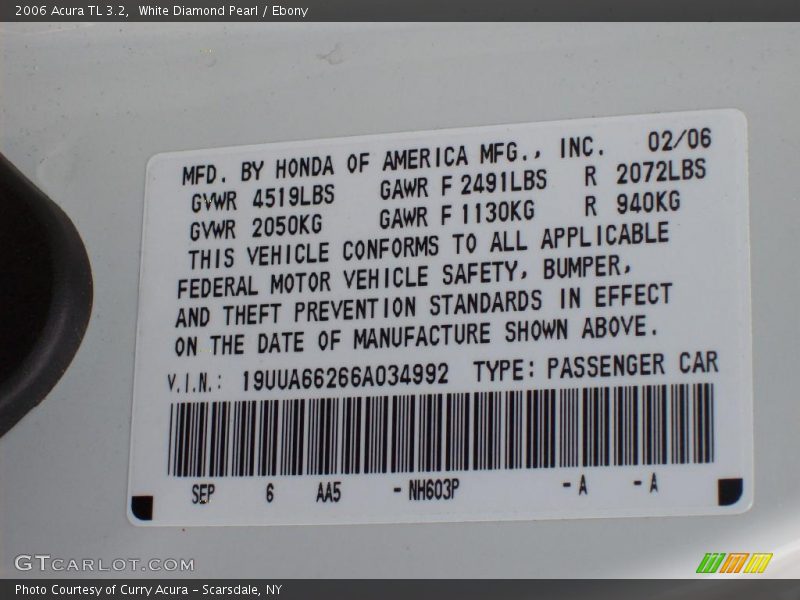 2006 Acura TL 3.2,  White Diamond Pearl / Ebony
MFD. BY HONDA OF AMERICA MFG., INC. 02/06
GVWR 4519LBS GAWR F 2491LBS R 2072LBS
GVWR 2050KG GAWR F 1130KG R 940KG
THIS VEHICLE CONFORMS TO ALL APPLICABLE
FEDERAL MOTOR VEHICLE SAFETY, BUMPER,
AND THEFT PREVENTION STANDARDS IN EFFECT
ON THE DATE OF MANUFACTURE SHOWN ABOVE.
V.I.N.: 19UUA66266A034992 TYPE: PASSENGER CAR
SEP 6 AA5 - NH603P - A - A
GTCARLOT.COM
Photo Courtesy of Curry Acura – Scarsdale, NY